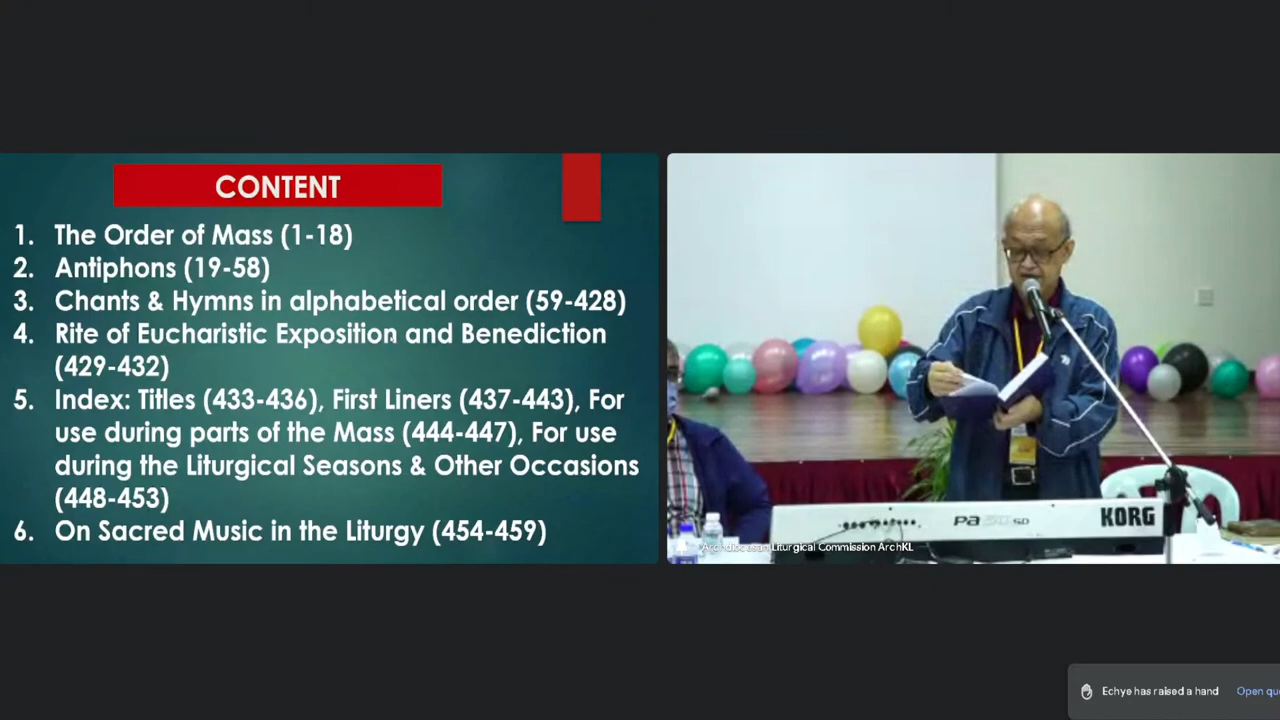 CONTENT
1. The Order of Mass (1-18)
2. Antiphons (19-58)
3. Chants & Hymns in alphabetical order (59-428)
4. Rite of Eucharistic Exposition and Benediction
(429-432)
5. Index: Titles (433-436), First Liners (437-443), For
use during parts of the Mass (444-447), For use
during the Liturgical Seasons & Other Occasions
(448-453)
6. On Sacred Music in the Liturgy (454-459)
KORG
Archdiocesan Liturgical Commission ArchKL
Echye has raised a hand
Open